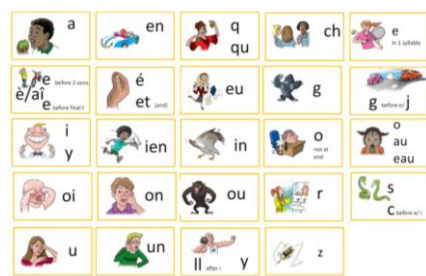 a
en
q
qu
ch
e
in 1 syllable
e before 2 cons.
è/aî
e before final t
é
et (and)
eu
g
g before e/i j
i
y
ien
in
o
not at
end
o
au
eau
oi
on
ou
r
s
c before e/i
u
un
ll after i y
z